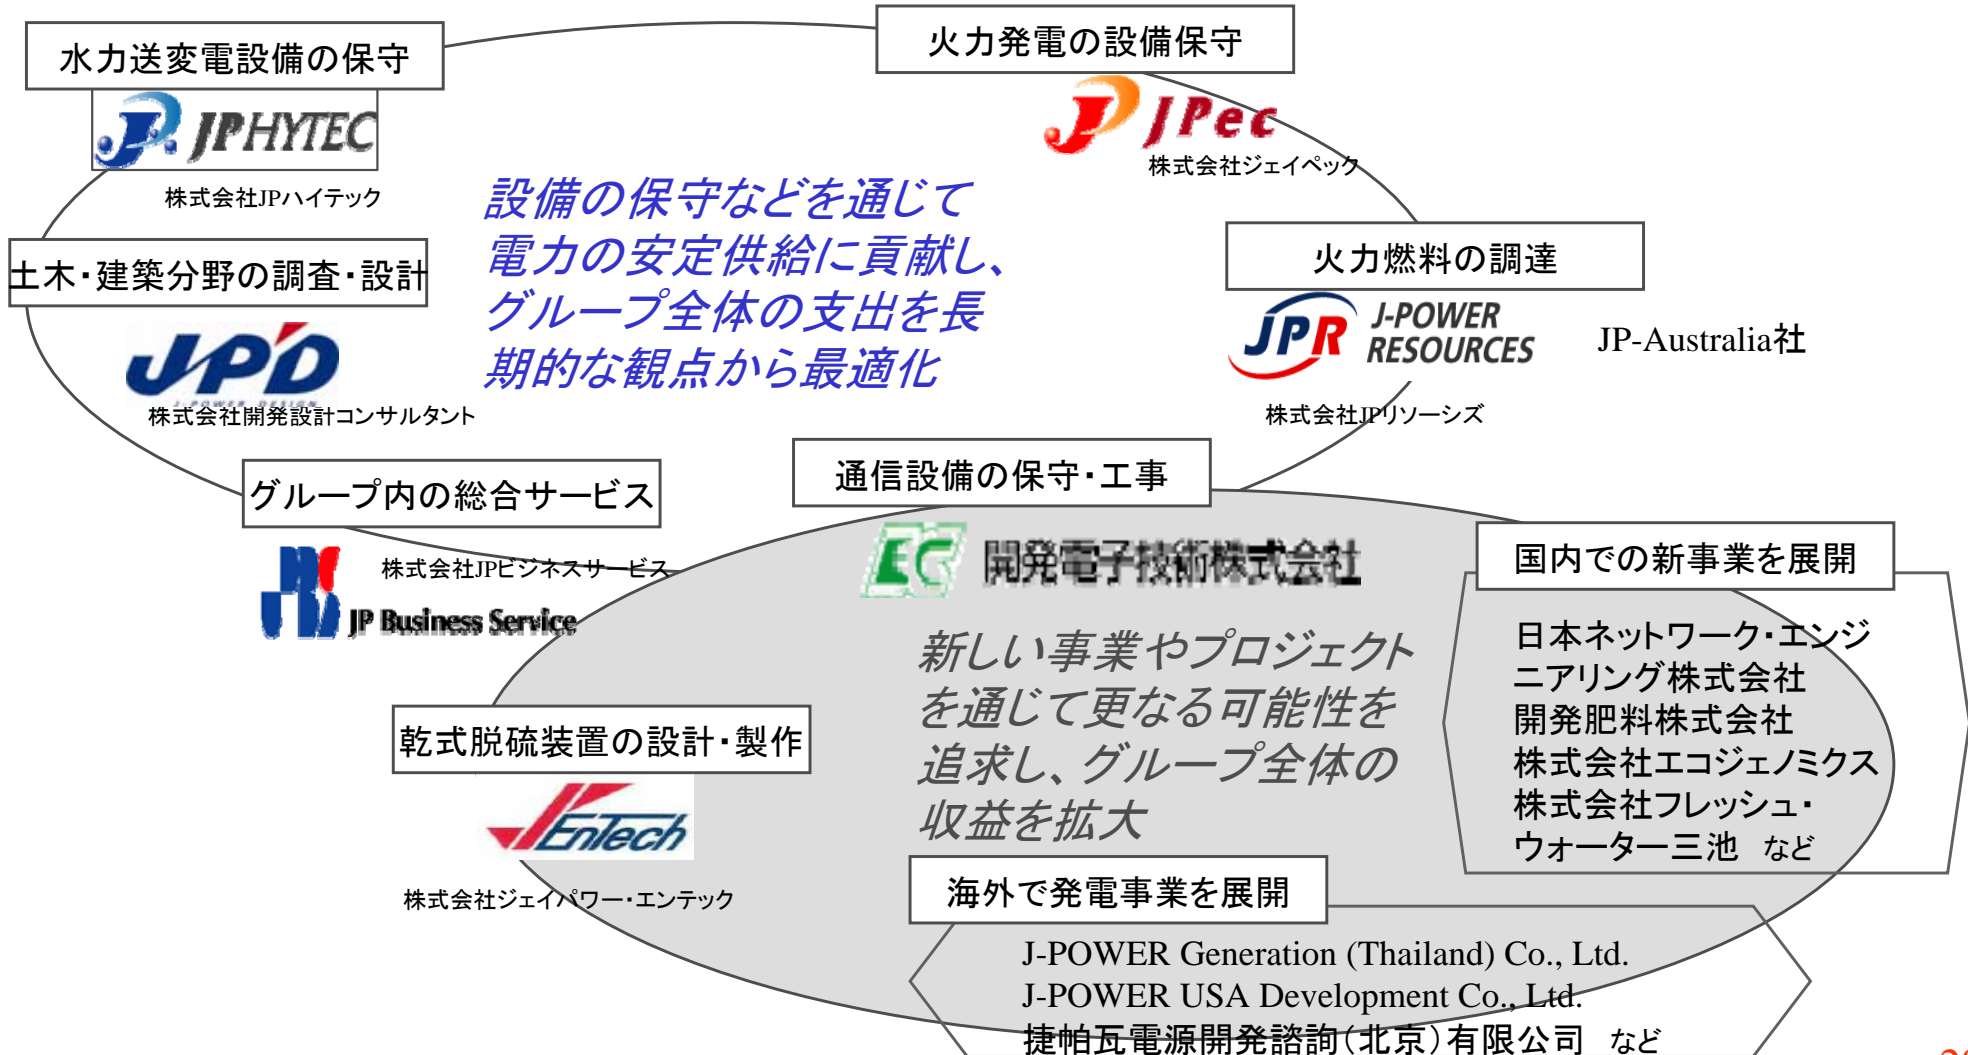 水力送変電設備の保守
JPHYTEC
株式会社JPハイテック
火力発電の設備保守
JPec
株式会社ジェイペック
設備の保守などを通じて
電力の安定供給に貢献し、
グループ全体の支出を長
期的な観点から最適化
土木・建築分野の調査・設計
JPD
J-POWER DESIGN
株式会社開発設計コンサルタント
火力燃料の調達
JPR
J-POWER
RESOURCES
JP-Australia社
株式会社JPリソーシズ
グループ内の総合サービス
株式会社JPビジネスサービス
JP Business Service
通信設備の保守・工事
EC
開発電子技術株式会社
国内での新事業を展開
日本ネットワーク・エンジ
ニアリング株式会社
開発肥料株式会社
株式会社エコジェノミクス
株式会社フレッシュ・
ウォーター三池 など
新しい事業やプロジェクト
を通じて更なる可能性を
追求し、グループ全体の
収益を拡大
乾式脱硫装置の設計・製作
EnTech
株式会社ジェイパワー・エンテック
海外で発電事業を展開
J-POWER Generation (Thailand) Co., Ltd.
J-POWER USA Development Co., Ltd.
捷帕瓦電源開発諮詢(北京)有限公司 など